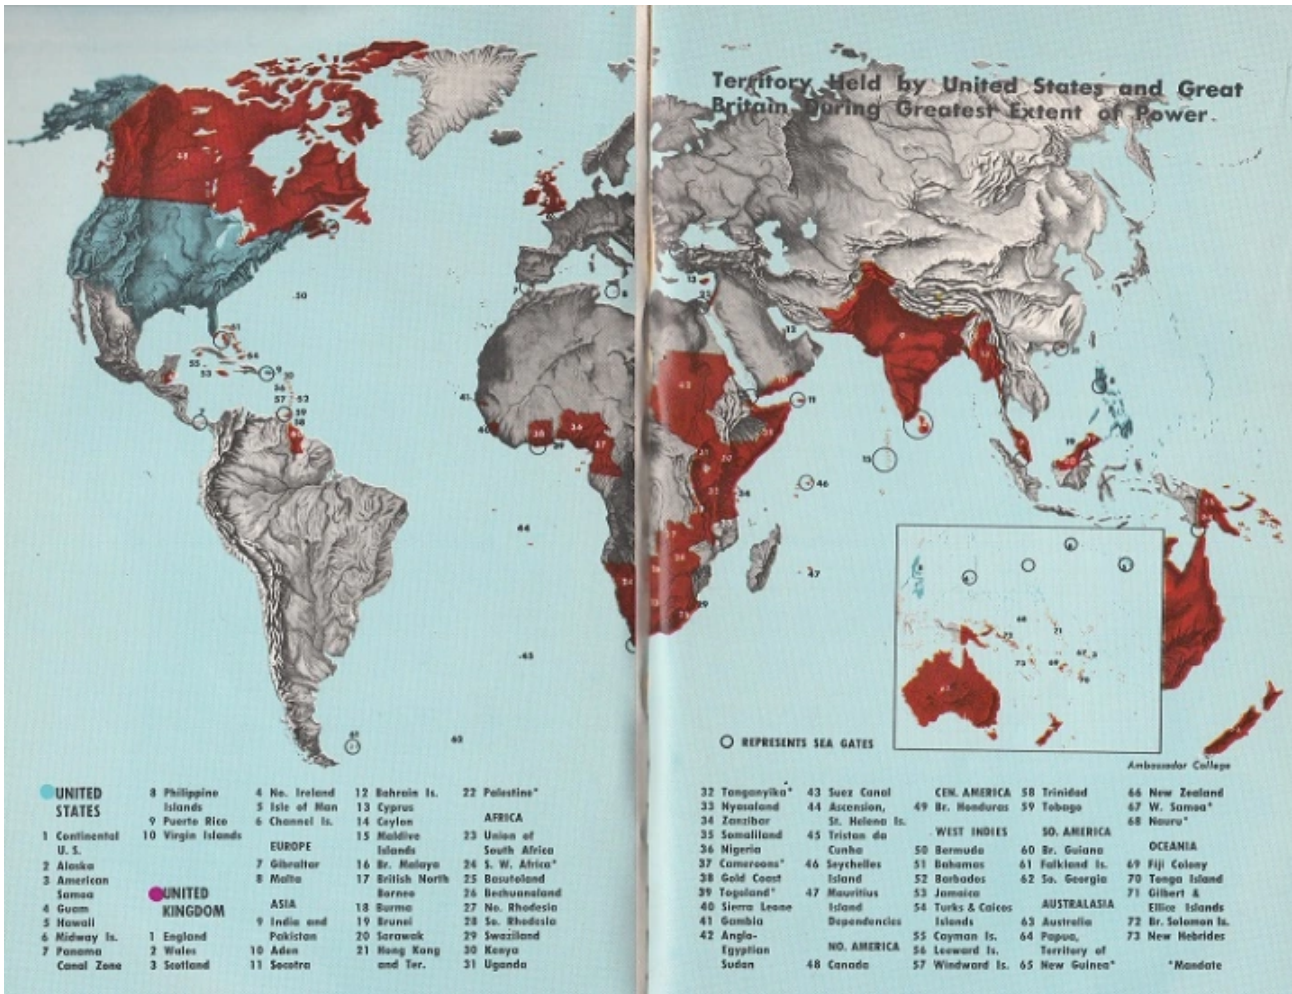 Territory Held by United States and Great
Britain During Greatest Extent of Power.
REPRESENTS SEA GATES
Ambassador College
UNITED
STATES
1 Continental
U. S.
2 Alaska
3 American
Samoa
4 Guam
5 Hawaii
6 Midway Is.
7 Panama
Canal Zone
8 Philippine
Islands
9 Puerto Rico
10 Virgin Islands
UNITED
KINGDOM
1 England
2 Wales
3 Scotland
4 No. Ireland
5 Isle of Man
6 Channel Is.
EUROPE
7 Gibraltar
8 Malta
ASIA
9 India and
Pakistan
10 Aden
11 Socotra
12 Bahrain Is.
13 Cyprus
14 Ceylon
15 Maldive
Islands
16 Br. Malaya
17 British North
Borneo
18 Burma
19 Brunei
20 Sarawak
21 Hong Kong
and Ter.
22 Palestine*
AFRICA
23 Union of
South Africa
24 S. W. Africa*
25 Basutoland
26 Bechuanaland
27 No. Rhodesia
28 So. Rhodesia
29 Swaziland
30 Kenya
31 Uganda
32 Tanganyika*
33 Nyasaland
34 Zanzibar
35 Somaliland
36 Nigeria
37 Cameroons*
38 Gold Coast
39 Togoland*
40 Sierra Leone
41 Gambia
42 Anglo-
Egyptian
Sudan
43 Suez Canal
44 Ascension,
St. Helena Is.
45 Tristan da
Cunha
46 Seychelles
Island
47 Mauritius
Island
Dependencies
NO. AMERICA
48 Canada
CEN. AMERICA
49 Br. Honduras
WEST INDIES
50 Bermuda
51 Bahamas
52 Barbados
53 Jamaica
54 Turks & Caicos
Islands
55 Cayman Is.
56 Leeward Is.
57 Windward Is.
58 Trinidad
59 Tobago
SO. AMERICA
60 Br. Guiana
61 Falkland Is.
62 So. Georgia
AUSTRALASIA
63 Australia
64 Papua,
Territory of
65 New Guinea*
66 New Zealand
67 W. Samoa*
68 Nauru*
OCEANIA
69 Fiji Colony
70 Tonga Island
71 Gilbert &
Ellice Islands
72 Br. Solomon Is.
73 New Hebrides
*Mandate